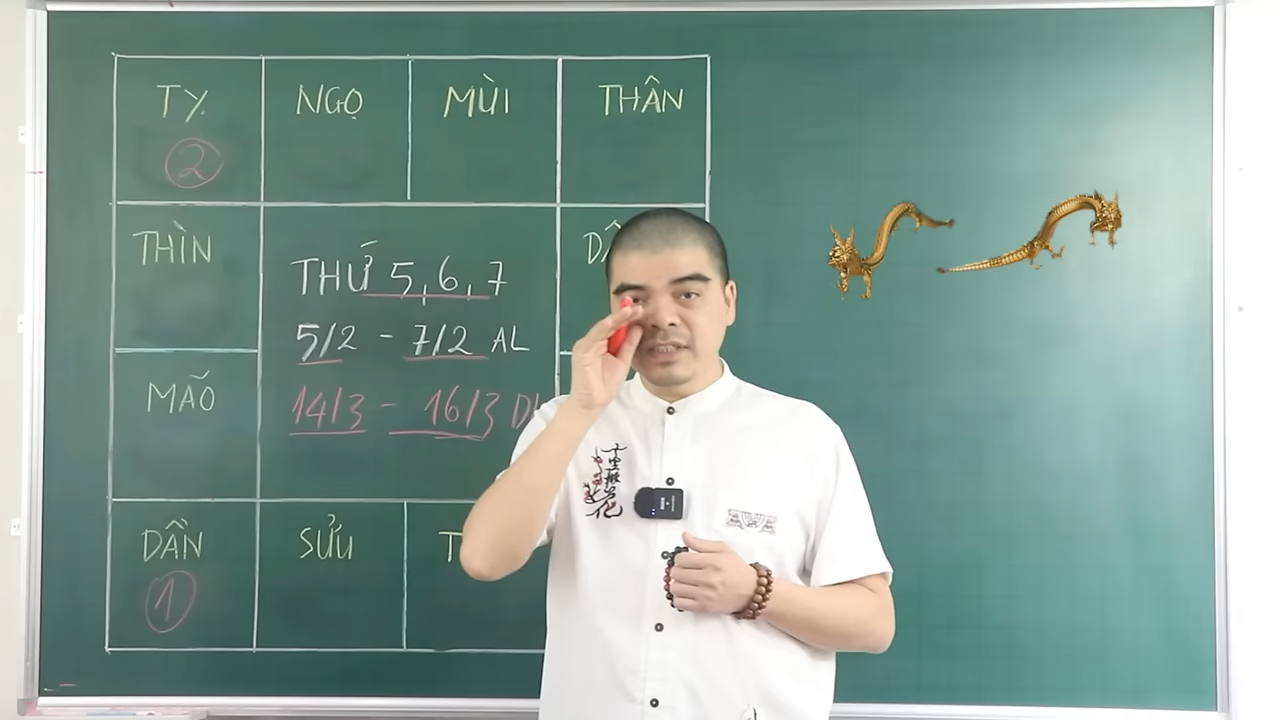 TỴ NGỌ MÙI THÂN
②
THÌN
THỨ 5, 6, 7
5/2 - 7/2 AL
MÃO
14/3 - 16/3
DẦN SỬU
①